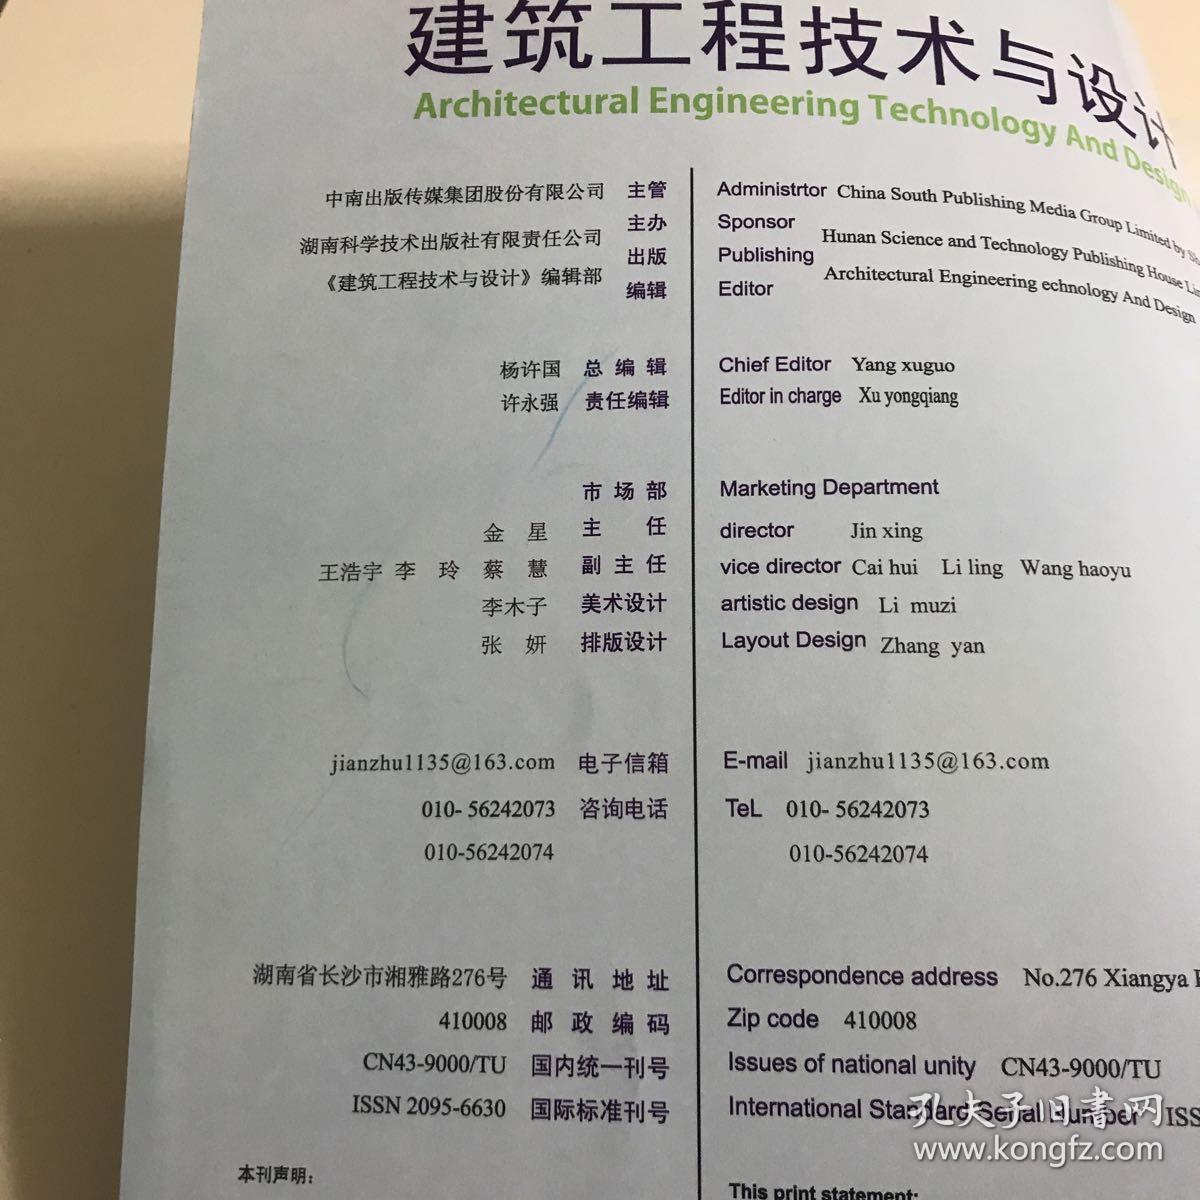 建筑工程技术与设计
Architectural Engineering Technology And Design
中南出版传媒集团股份有限公司 主管 Administrtor China South Publishing Media Group Limited by
主办 Sponsor
湖南科学技术出版社有限责任公司 Hunan Science and Technology Publishing House
出版 Publishing
《建筑工程技术与设计》编辑部 Architectural Engineering echnology And Design
编辑 Editor
杨许国 总编辑 Chief Editor Yang xuguo
许永强 责任编辑 Editor in charge Xu yongqiang
市场部 Marketing Department
金 星 主 任 director Jin xing
王浩宇 李 玲 蔡 慧 副主任 vice director Cai hui Li ling Wang haoyu
李木子 美术设计 artistic design Li muzi
张 妍 排版设计 Layout Design Zhang yan
jianzhu1135@163.com 电子信箱 E-mail jianzhu1135@163.com
010- 56242073 咨询电话 TeL 010- 56242073
010-56242074 010-56242074
湖南省长沙市湘雅路276号 通讯地址 Correspondence address No.276 Xiangya
410008 邮政编码 Zip code 410008
CN43-9000/TU 国内统一刊号 Issues of national unity CN43-9000/TU
ISSN 2095-6630 国际标准刊号 International Standard Serial Number ISS
本刊声明: This print statement:
孔夫子旧书网
www.kongfz.com